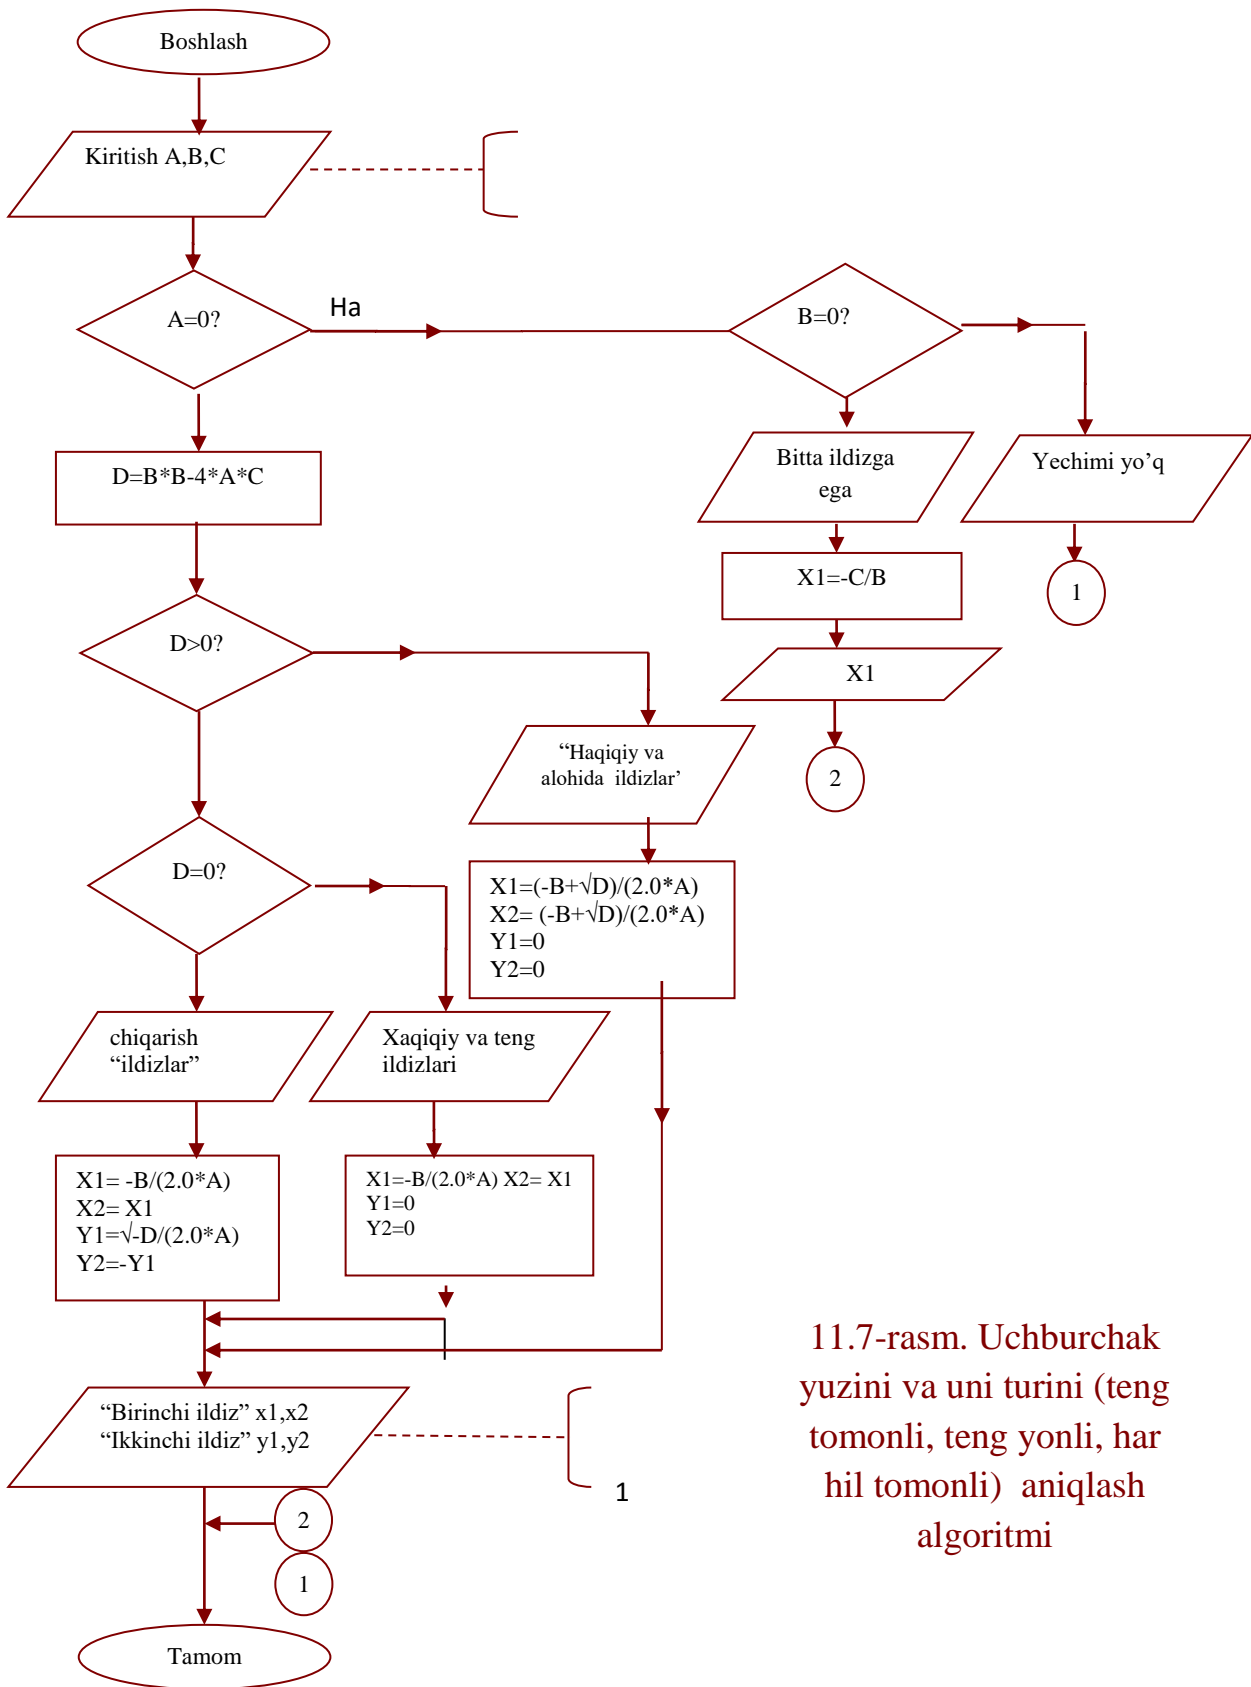 Boshlash
Kiritish A,B,C
A=0?
Ha
B=0?
D=B*B-4*A*C
Bitta ildizga
ega
Yechimi yo’q
X1=-C/B
1
D>0?
X1
“Haqiqiy va
alohida ildizlar’
2
D=0?
X1=(-B+√D)/(2.0*A)
X2= (-B+√D)/(2.0*A)
Y1=0
Y2=0
chiqarish
“ildizlar”
Xaqiqiy va teng
ildizlari
X1= -B/(2.0*A)
X2= X1
Y1=√-D/(2.0*A)
Y2=-Y1
X1=-B/(2.0*A) X2= X1
Y1=0
Y2=0
“Birinchi ildiz” x1,x2
“Ikkinchi ildiz” y1,y2
1
2
1
Tamom
11.7-rasm. Uchburchak
yuzini va uni turini (teng
tomonli, teng yonli, har
hil tomonli) aniqlash
algoritmi